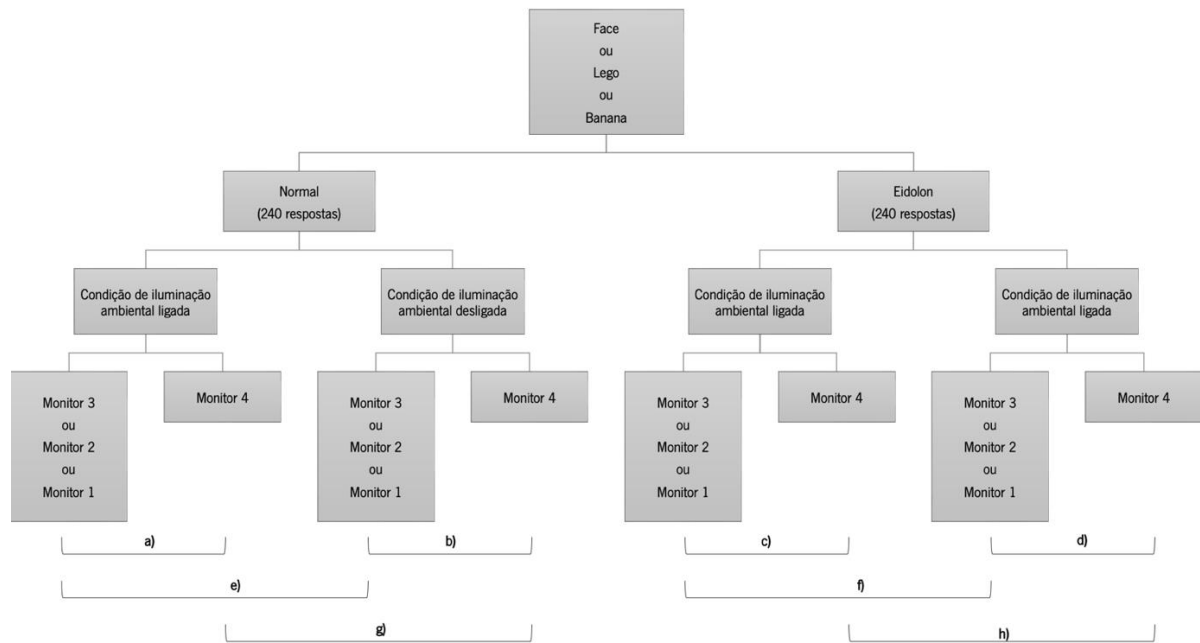 Face
ou
Lego
ou
Banana
Normal
(240 respostas)
Eidolon
(240 respostas)
Condição de iluminação
ambiental ligada
Condição de iluminação
ambiental desligada
Condição de iluminação
ambiental ligada
Condição de iluminação
ambiental ligada
Monitor 3
ou
Monitor 2
ou
Monitor 1
Monitor 4
Monitor 3
ou
Monitor 2
ou
Monitor 1
Monitor 4
Monitor 3
ou
Monitor 2
ou
Monitor 1
Monitor 4
Monitor 3
ou
Monitor 2
ou
Monitor 1
Monitor 4
a)
b)
c)
d)
e)
f)
g)
h)